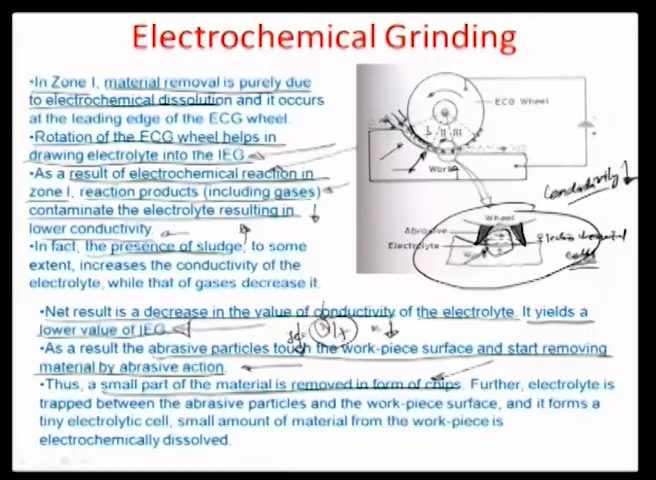 Electrochemical Grinding
•In Zone I, material removal is purely due
to electrochemical dissolution and it occurs
at the leading edge of the ECG wheel.
•Rotation of the ECG wheel helps in
drawing electrolyte into the IEG.
•As a result of electrochemical reaction in
zone I, reaction products (including gases)
contaminate the electrolyte resulting in
lower conductivity.
•In fact, the presence of sludge, to some
extent, increases the conductivity of the
electrolyte, while that of gases decrease it.
ECG Wheel
I II III
Work
Conductivity ↓
Wheel
Abrasive
Electrolyte
Electrochemical
cells
•Net result is a decrease in the value of conductivity of the electrolyte. It yields a
lower value of IEG.
•As a result the abrasive particles touch the work-piece surface and start removing
material by abrasive action.
•Thus, a small part of the material is removed in form of chips. Further, electrolyte is
trapped between the abrasive particles and the work-piece surface, and it forms a
tiny electrolytic cell, small amount of material from the work-piece is
electrochemically dissolved.